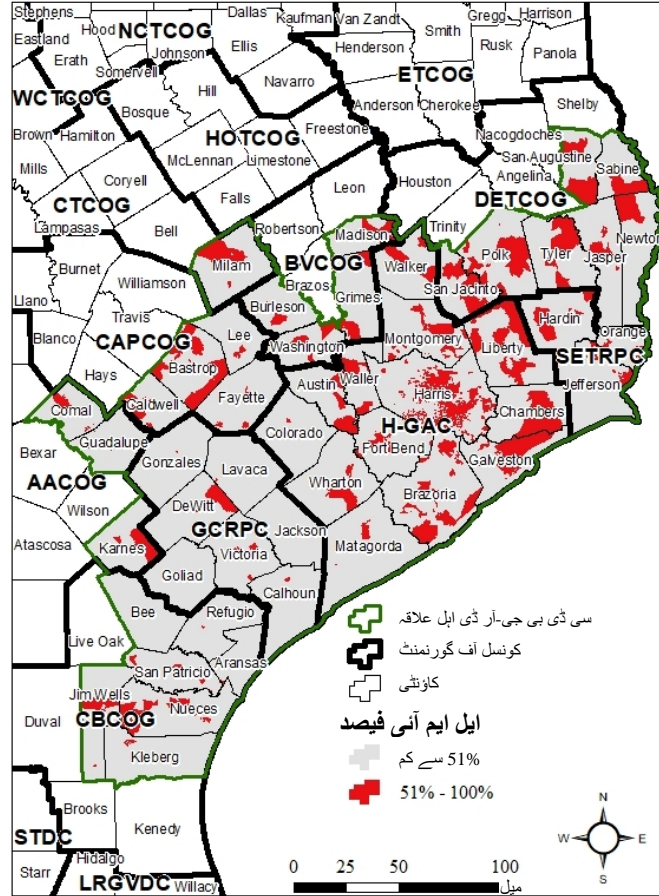 Stephens
Hood
NCTCOG
Dallas
Kaufman
Van Zandt
Gregg
Harrison
Eastland
Johnson
Ellis
Smith
Rusk
Panola
Erath
Somervell
Henderson
ETCOG
Navarro
Hill
WCTCOG
Bosque
Anderson
Cherokee
Shelby
Brown
Hamilton
HOTCOG
Freestone
Nacogdoches
McLennan
Limestone
San Augustine
Mills
Coryell
Leon
Houston
Angelina
Sabine
CTCOG
Falls
DETCOG
Lampasas
Bell
Robertson
Madison
Trinity
Newton
Milam
BVCOG
Walker
Polk
Tyler
Jasper
Burnet
Williamson
Brazos
San Jacinto
Llano
Burleson
Grimes
Hardin
Travis
Lee
Washington
Montgomery
Liberty
Orange
Blanco
CAPCOG
SETRPC
Hays
Bastrop
Austin
Waller
Jefferson
Comal
Caldwell
Fayette
Harris
Chambers
Guadalupe
Colorado
H-GAC
Bexar
Gonzales
Lavaca
Fort Bend
Galveston
AACOG
Wharton
Wilson
DeWitt
Brazoria
GCRPC
Jackson
Atascosa
Karnes
Victoria
Matagorda
Goliad
Calhoun
Bee
Refugio
Live Oak
Aransas
San Patricio
Jim Wells
Nueces
Duval
CBCOG
Kleberg
Brooks
Kenedy
STDC
Hidalgo
Starr
LRGVDC
Willacy
سی ڈی بی جی-آر ڈی اہل علاقہ
کونسل آف گورنمنٹ
کاؤنٹی
ایل ایم آئی فیصد
51% سے کم
51% - 100%
N
W
E
S
0 25 50 100
میل